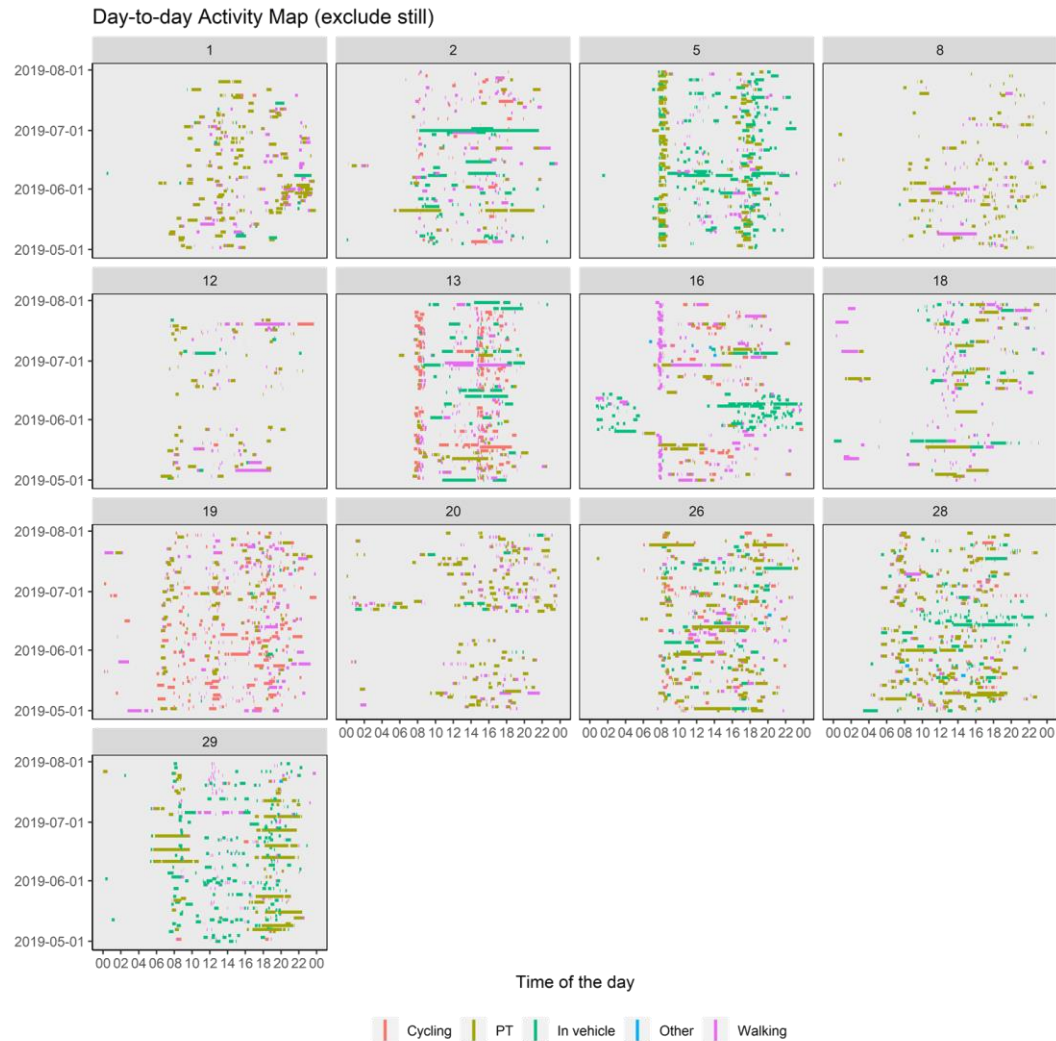 Day-to-day Activity Map (exclude still)
1 2 5 8
2019-08-01
2019-07-01
2019-06-01
2019-05-01
12 13 16 18
2019-08-01
2019-07-01
2019-06-01
2019-05-01
19 20 26 28
2019-08-01
2019-07-01
2019-06-01
2019-05-01
00 02 04 06 08 10 12 14 16 18 20 22 00 00 02 04 06 08 10 12 14 16 18 20 22 00 00 02 04 06 08 10 12 14 16 18 20 22 00
29
2019-08-01
2019-07-01
2019-06-01
2019-05-01
00 02 04 06 08 10 12 14 16 18 20 22 00
Time of the day
Cycling PT In vehicle Other Walking